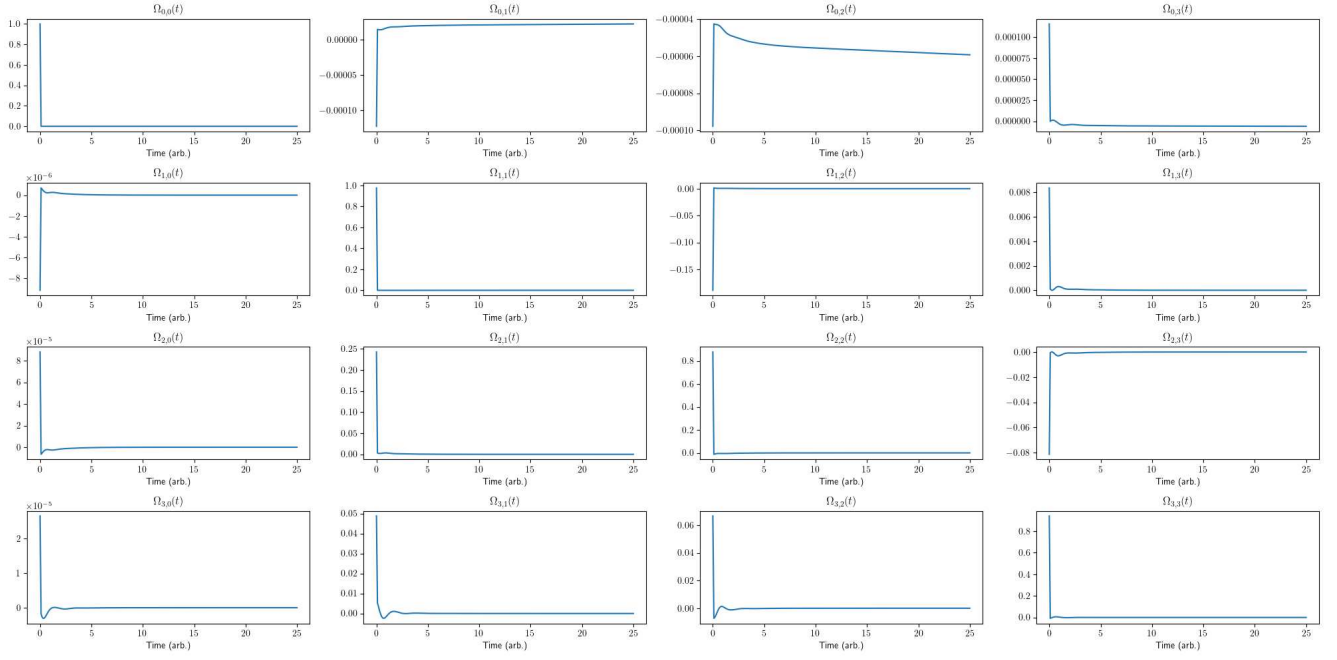 Ω0,0(t)
1.0
0.8
0.6
0.4
0.2
0.0
0 5 10 15 20 25
Time (arb.)
Ω0,1(t)
0.00000
−0.00005
−0.00010
0 5 10 15 20 25
Time (arb.)
Ω0,2(t)
−0.00004
−0.00006
−0.00008
−0.00010
0 5 10 15 20 25
Time (arb.)
Ω0,3(t)
0.000100
0.000075
0.000050
0.000025
0.000000
0 5 10 15 20 25
Time (arb.)
Ω1,0(t)
×10−6
0
−2
−4
−6
−8
0 5 10 15 20 25
Time (arb.)
Ω1,1(t)
1.0
0.8
0.6
0.4
0.2
0.0
0 5 10 15 20 25
Time (arb.)
Ω1,2(t)
0.00
−0.05
−0.10
−0.15
0 5 10 15 20 25
Time (arb.)
Ω1,3(t)
0.008
0.006
0.004
0.002
0.000
0 5 10 15 20 25
Time (arb.)
Ω2,0(t)
×10−5
8
6
4
2
0
0 5 10 15 20 25
Time (arb.)
Ω2,1(t)
0.25
0.20
0.15
0.10
0.05
0.00
0 5 10 15 20 25
Time (arb.)
Ω2,2(t)
0.8
0.6
0.4
0.2
0.0
0 5 10 15 20 25
Time (arb.)
Ω2,3(t)
0.00
−0.02
−0.04
−0.06
−0.08
0 5 10 15 20 25
Time (arb.)
Ω3,0(t)
×10−5
2
1
0
0 5 10 15 20 25
Time (arb.)
Ω3,1(t)
0.05
0.04
0.03
0.02
0.01
0.00
0 5 10 15 20 25
Time (arb.)
Ω3,2(t)
0.06
0.04
0.02
0.00
0 5 10 15 20 25
Time (arb.)
Ω3,3(t)
0.8
0.6
0.4
0.2
0.0
0 5 10 15 20 25
Time (arb.)